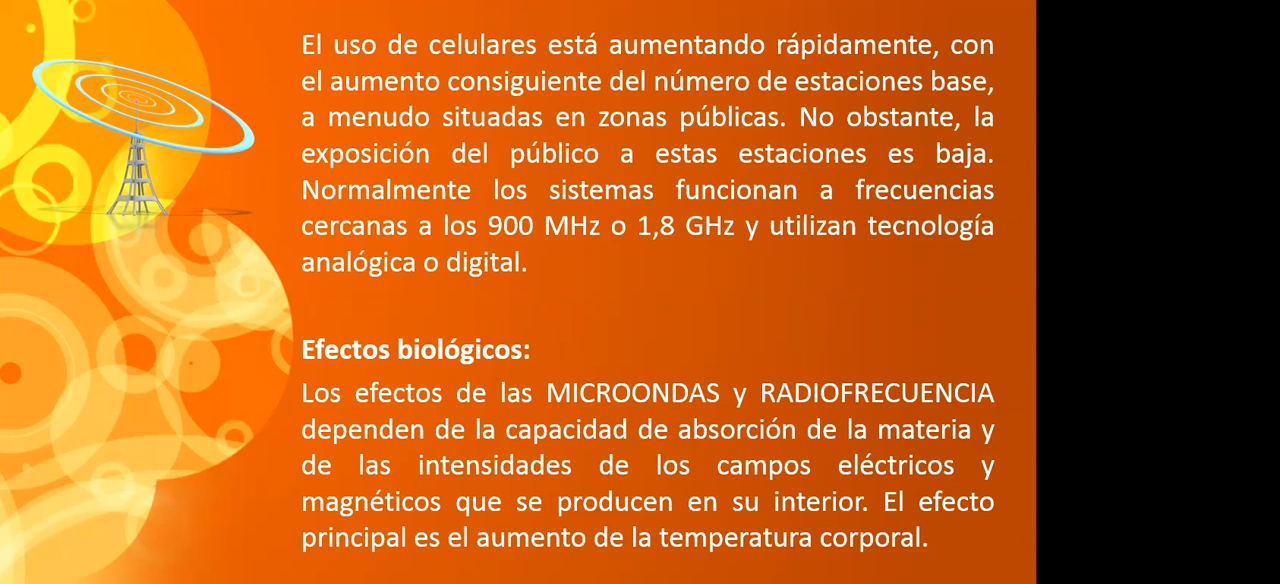 El uso de celulares está aumentando rápidamente, con
el aumento consiguiente del número de estaciones base,
a menudo situadas en zonas públicas. No obstante, la
exposición del público a estas estaciones es baja.
Normalmente los sistemas funcionan a frecuencias
cercanas a los 900 MHz o 1,8 GHz y utilizan tecnología
analógica o digital.
Efectos biológicos:
Los efectos de las MICROONDAS y RADIOFRECUENCIA
dependen de la capacidad de absorción de la materia y
de las intensidades de los campos eléctricos y
magnéticos que se producen en su interior. El efecto
principal es el aumento de la temperatura corporal.